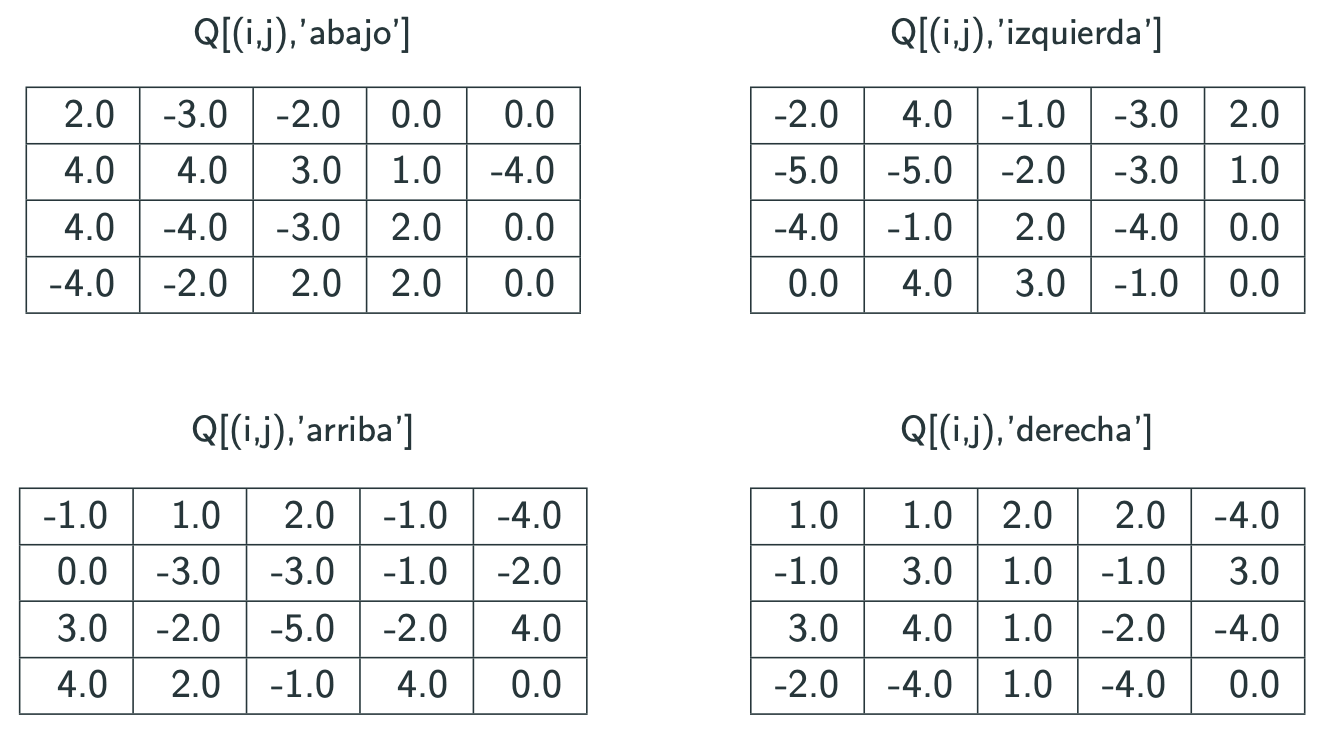 Q[(i,j),'abajo']
2.0 -3.0 -2.0 0.0 0.0
4.0 4.0 3.0 1.0 -4.0
4.0 -4.0 -3.0 2.0 0.0
-4.0 -2.0 2.0 2.0 0.0
Q[(i,j),'izquierda']
-2.0 4.0 -1.0 -3.0 2.0
-5.0 -5.0 -2.0 -3.0 1.0
-4.0 -1.0 2.0 -4.0 0.0
0.0 4.0 3.0 -1.0 0.0
Q[(i,j),'arriba']
-1.0 1.0 2.0 -1.0 -4.0
0.0 -3.0 -3.0 -1.0 -2.0
3.0 -2.0 -5.0 -2.0 4.0
4.0 2.0 -1.0 4.0 0.0
Q[(i,j),'derecha']
1.0 1.0 2.0 2.0 -4.0
-1.0 3.0 1.0 -1.0 3.0
3.0 4.0 1.0 -2.0 -4.0
-2.0 -4.0 1.0 -4.0 0.0